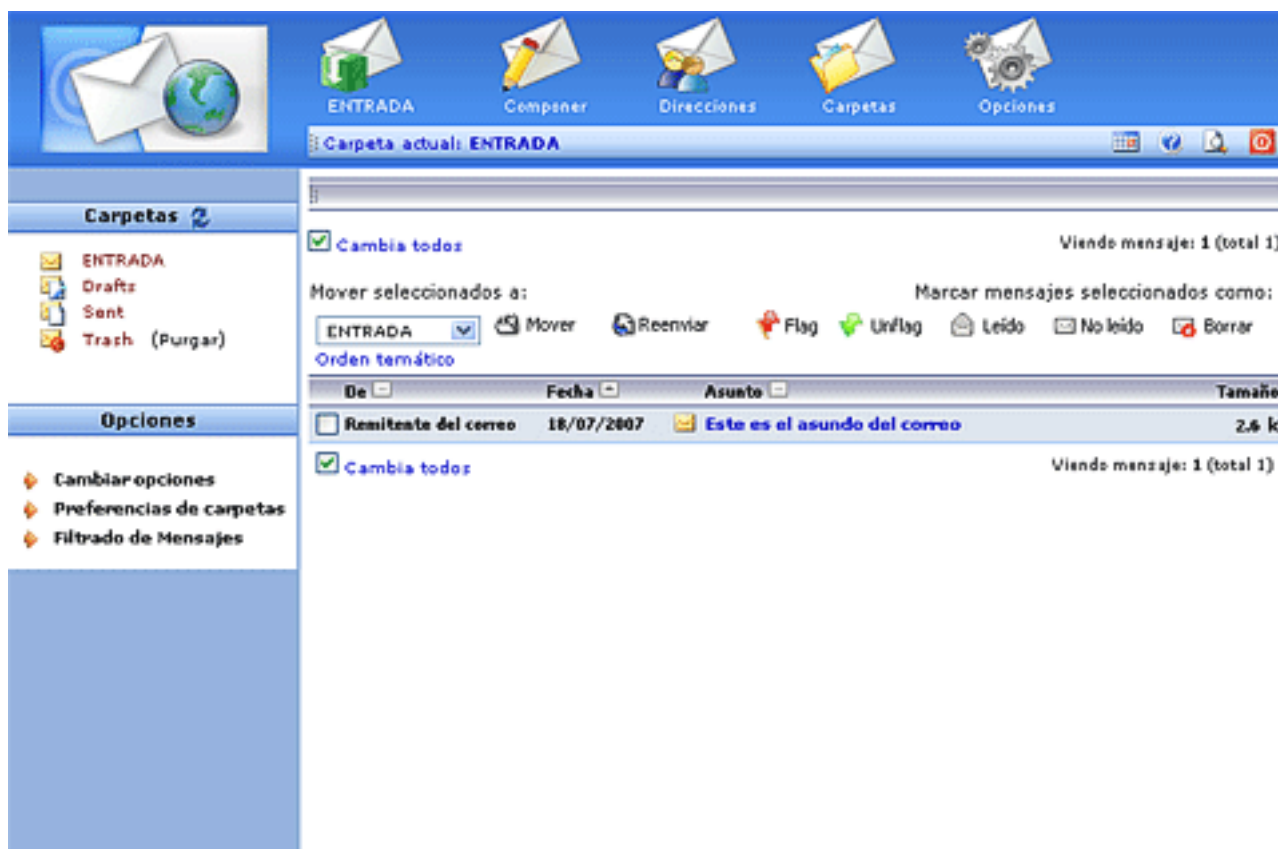 ENTRADA Componer Direcciones Carpetas Opciones
Carpeta actual: ENTRADA
Carpetas
ENTRADA
Drafts
Sent
Trash (Purgar)
Opciones
Cambiar opciones
Preferencias de carpetas
Filtrado de Mensajes
Cambia todos Viendo mensaje: 1 (total 1)
Mover seleccionados a: Marcar mensajes seleccionados como:
ENTRADA Mover Reenviar Flag Unflag Leído No leído Borrar
Orden temático
De Fecha Asunto Tamaño
Remitente del correo 18/07/2007 Este es el asundo del correo 2.6 k
Cambia todos Viendo mensaje: 1 (total 1)